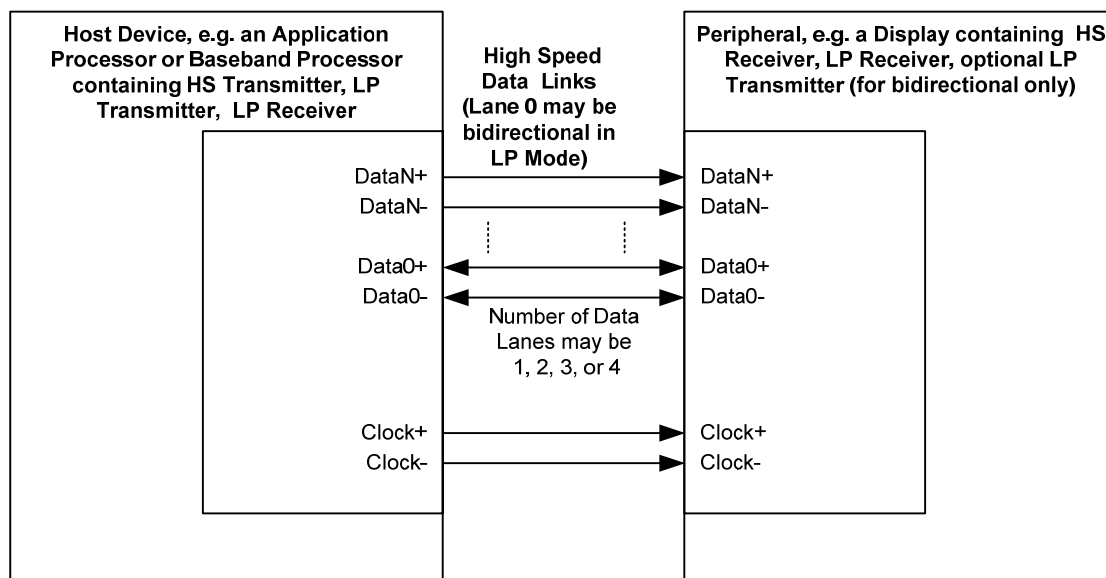 Host Device, e.g. an Application
Processor or Baseband Processor
containing HS Transmitter, LP
Transmitter, LP Receiver
High Speed
Data Links
(Lane 0 may be
bidirectional in
LP Mode)
Peripheral, e.g. a Display containing HS
Receiver, LP Receiver, optional LP
Transmitter (for bidirectional only)
DataN+
DataN-
Data0+
Data0-
Clock+
Clock-
Number of Data
Lanes may be
1, 2, 3, or 4
DataN+
DataN-
Data0+
Data0-
Clock+
Clock-